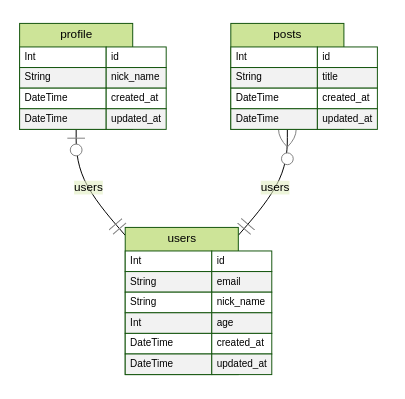 profile
Int id
String nick_name
DateTime created_at
DateTime updated_at
posts
Int id
String title
DateTime created_at
DateTime updated_at
users
users
users
Int id
String email
String nick_name
Int age
DateTime created_at
DateTime updated_at